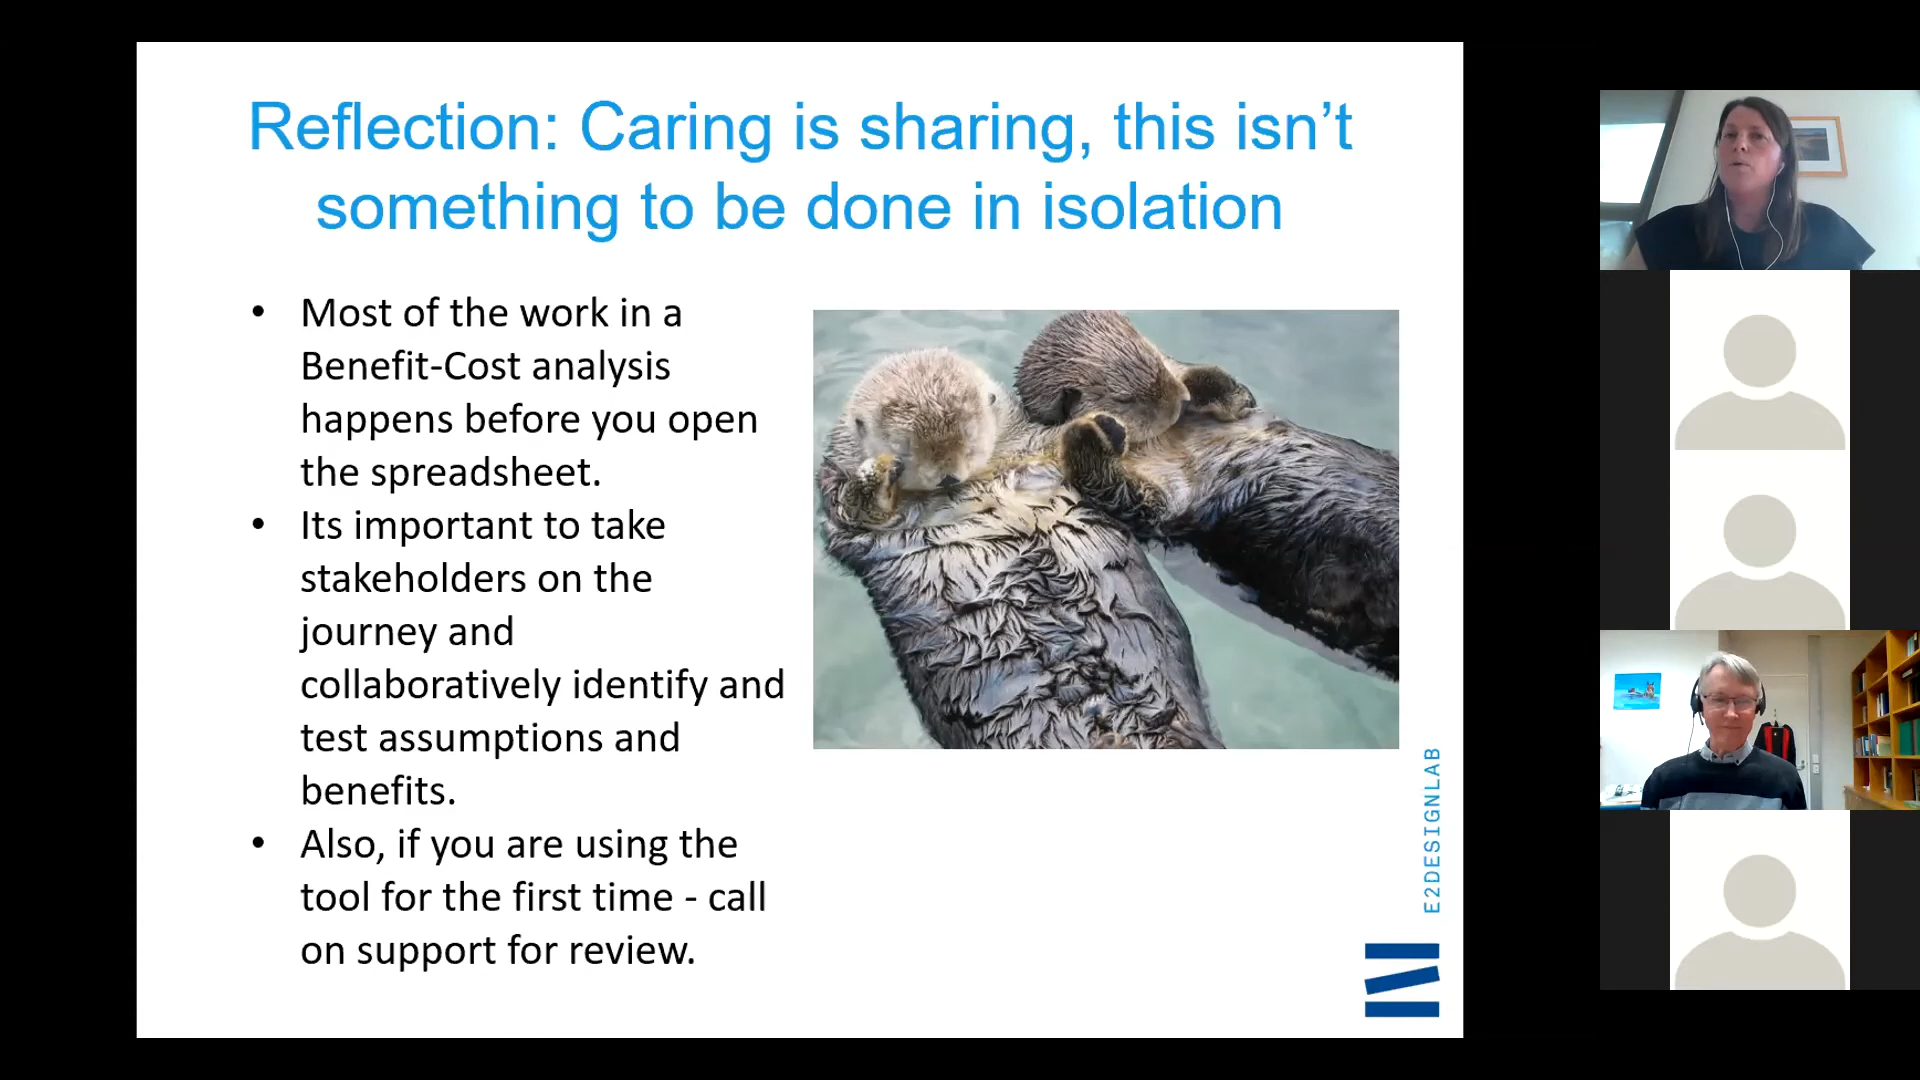 Reflection: Caring is sharing, this isn’t
something to be done in isolation
• Most of the work in a
Benefit-Cost analysis
happens before you open
the spreadsheet.
• Its important to take
stakeholders on the
journey and
collaboratively identify and
test assumptions and
benefits.
• Also, if you are using the
tool for the first time - call
on support for review.
E2DESIGNLAB